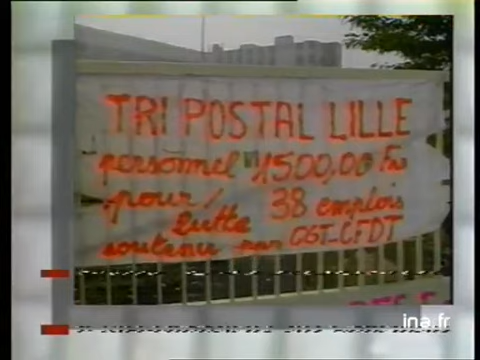 TRI POSTAL LILLE
personnel 1500,00 Frs
pour/ 38 emplois
lutte
soutenu par CGT-CFDT
ina.fr